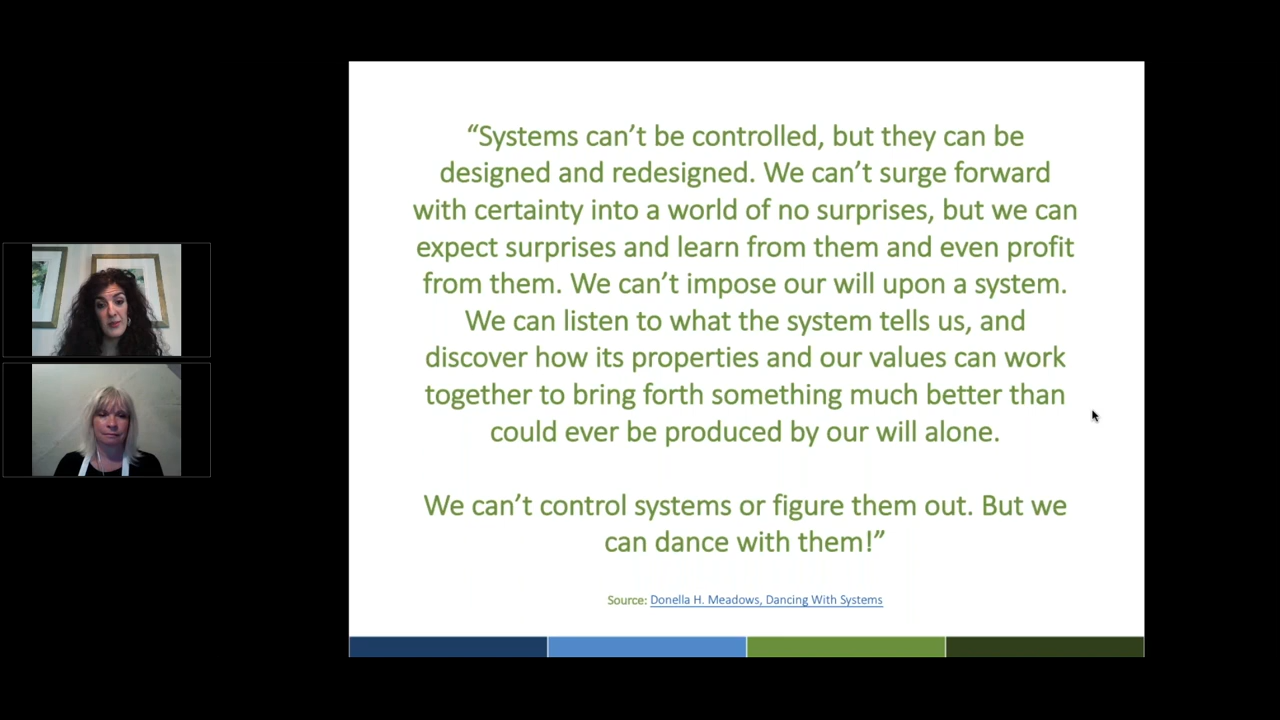 “Systems can’t be controlled, but they can be
designed and redesigned. We can’t surge forward
with certainty into a world of no surprises, but we can
expect surprises and learn from them and even profit
from them. We can’t impose our will upon a system.
We can listen to what the system tells us, and
discover how its properties and our values can work
together to bring forth something much better than
could ever be produced by our will alone.
We can’t control systems or figure them out. But we
can dance with them!”
Source: Donella H. Meadows, Dancing With Systems